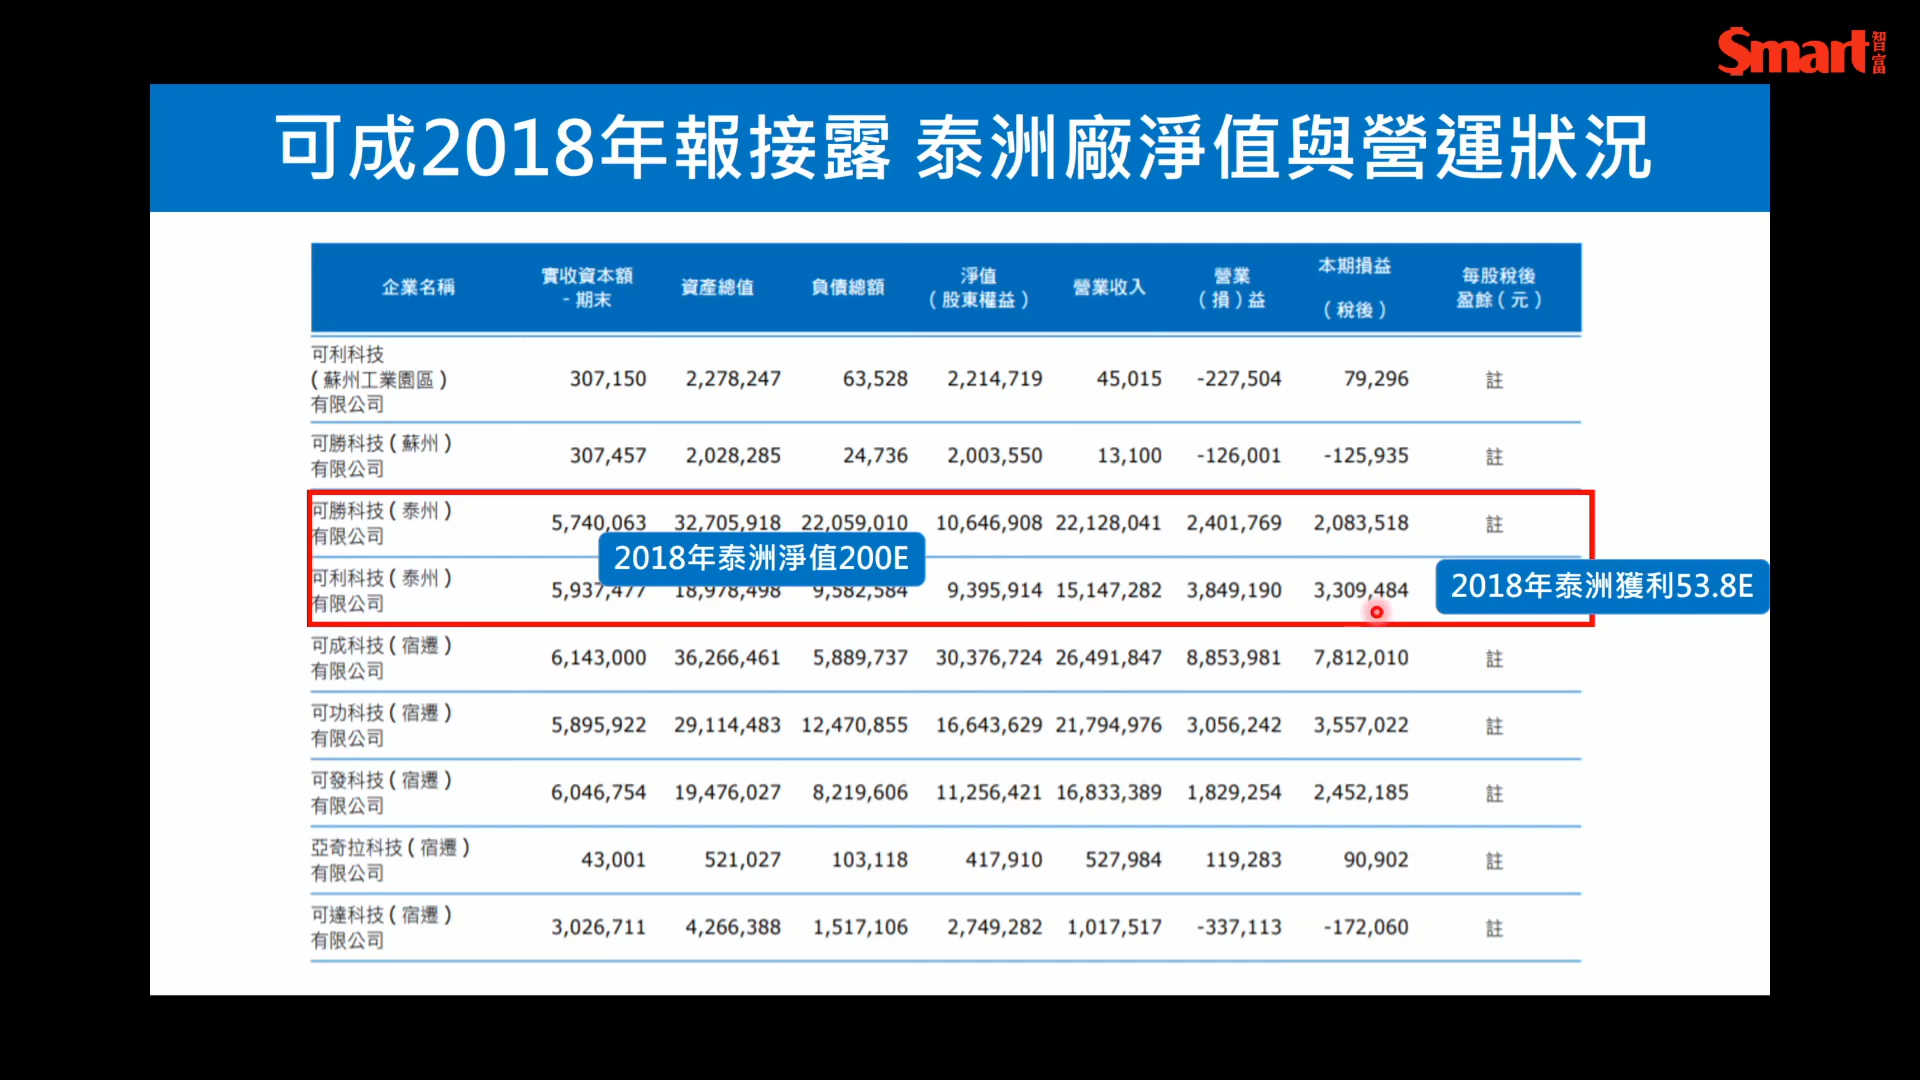 Smart智富
可成2018年報接露 泰洲廠淨值與營運狀況
企業名稱 實收資本額-期末 資產總值 負債總額 淨值(股東權益) 營業收入 營業(損)益 本期損益(稅後) 每股稅後盈餘(元)
可利科技
(蘇州工業園區) 307,150 2,278,247 63,528 2,214,719 45,015 -227,504 79,296 註
有限公司
可勝科技(蘇州) 307,457 2,028,285 24,736 2,003,550 13,100 -126,001 -125,935 註
有限公司
可勝科技(泰州) 5,740,063 32,705,918 22,059,010 10,646,908 22,128,041 2,401,769 2,083,518 註
有限公司
2018年泰洲淨值200E
可利科技(泰州) 5,937,477 18,978,498 9,582,584 9,395,914 15,147,282 3,849,190 3,309,484 註
有限公司
2018年泰洲獲利53.8E
可成科技(宿遷) 6,143,000 36,266,461 5,889,737 30,376,724 26,491,847 8,853,981 7,812,010 註
有限公司
可功科技(宿遷) 5,895,922 29,114,483 12,470,855 16,643,629 21,794,976 3,056,242 3,557,022 註
有限公司
可發科技(宿遷) 6,046,754 19,476,027 8,219,606 11,256,421 16,833,389 1,829,254 2,452,185 註
有限公司
亞奇拉科技(宿遷) 43,001 521,027 103,118 417,910 527,984 119,283 90,902 註
有限公司
可達科技(宿遷) 3,026,711 4,266,388 1,517,106 2,749,282 1,017,517 -337,113 -172,060 註
有限公司